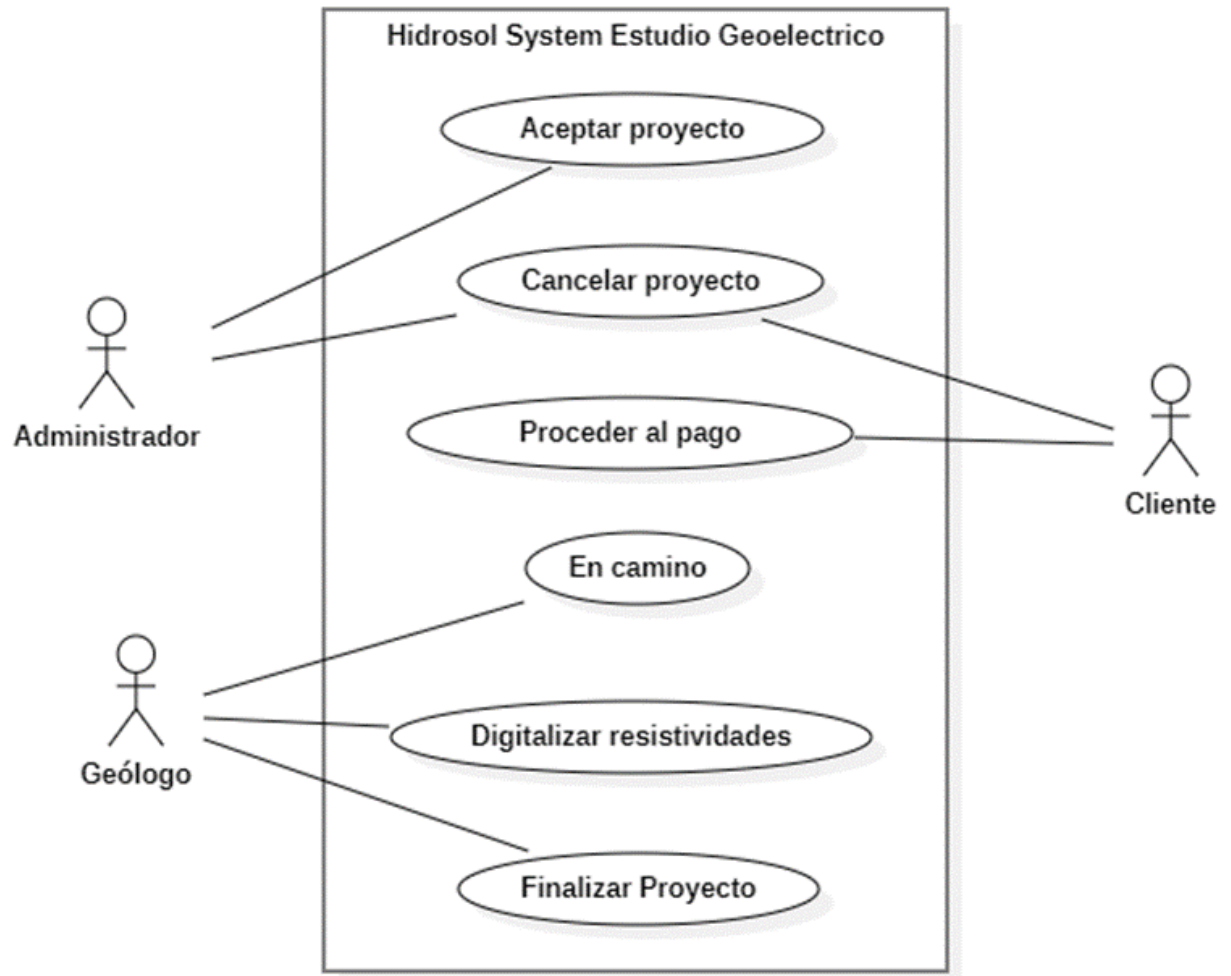 Hidrosol System Estudio Geoelectrico
Aceptar proyecto
Cancelar proyecto
Administrador
Proceder al pago
Cliente
En camino
Digitalizar resistividades
Geólogo
Finalizar Proyecto